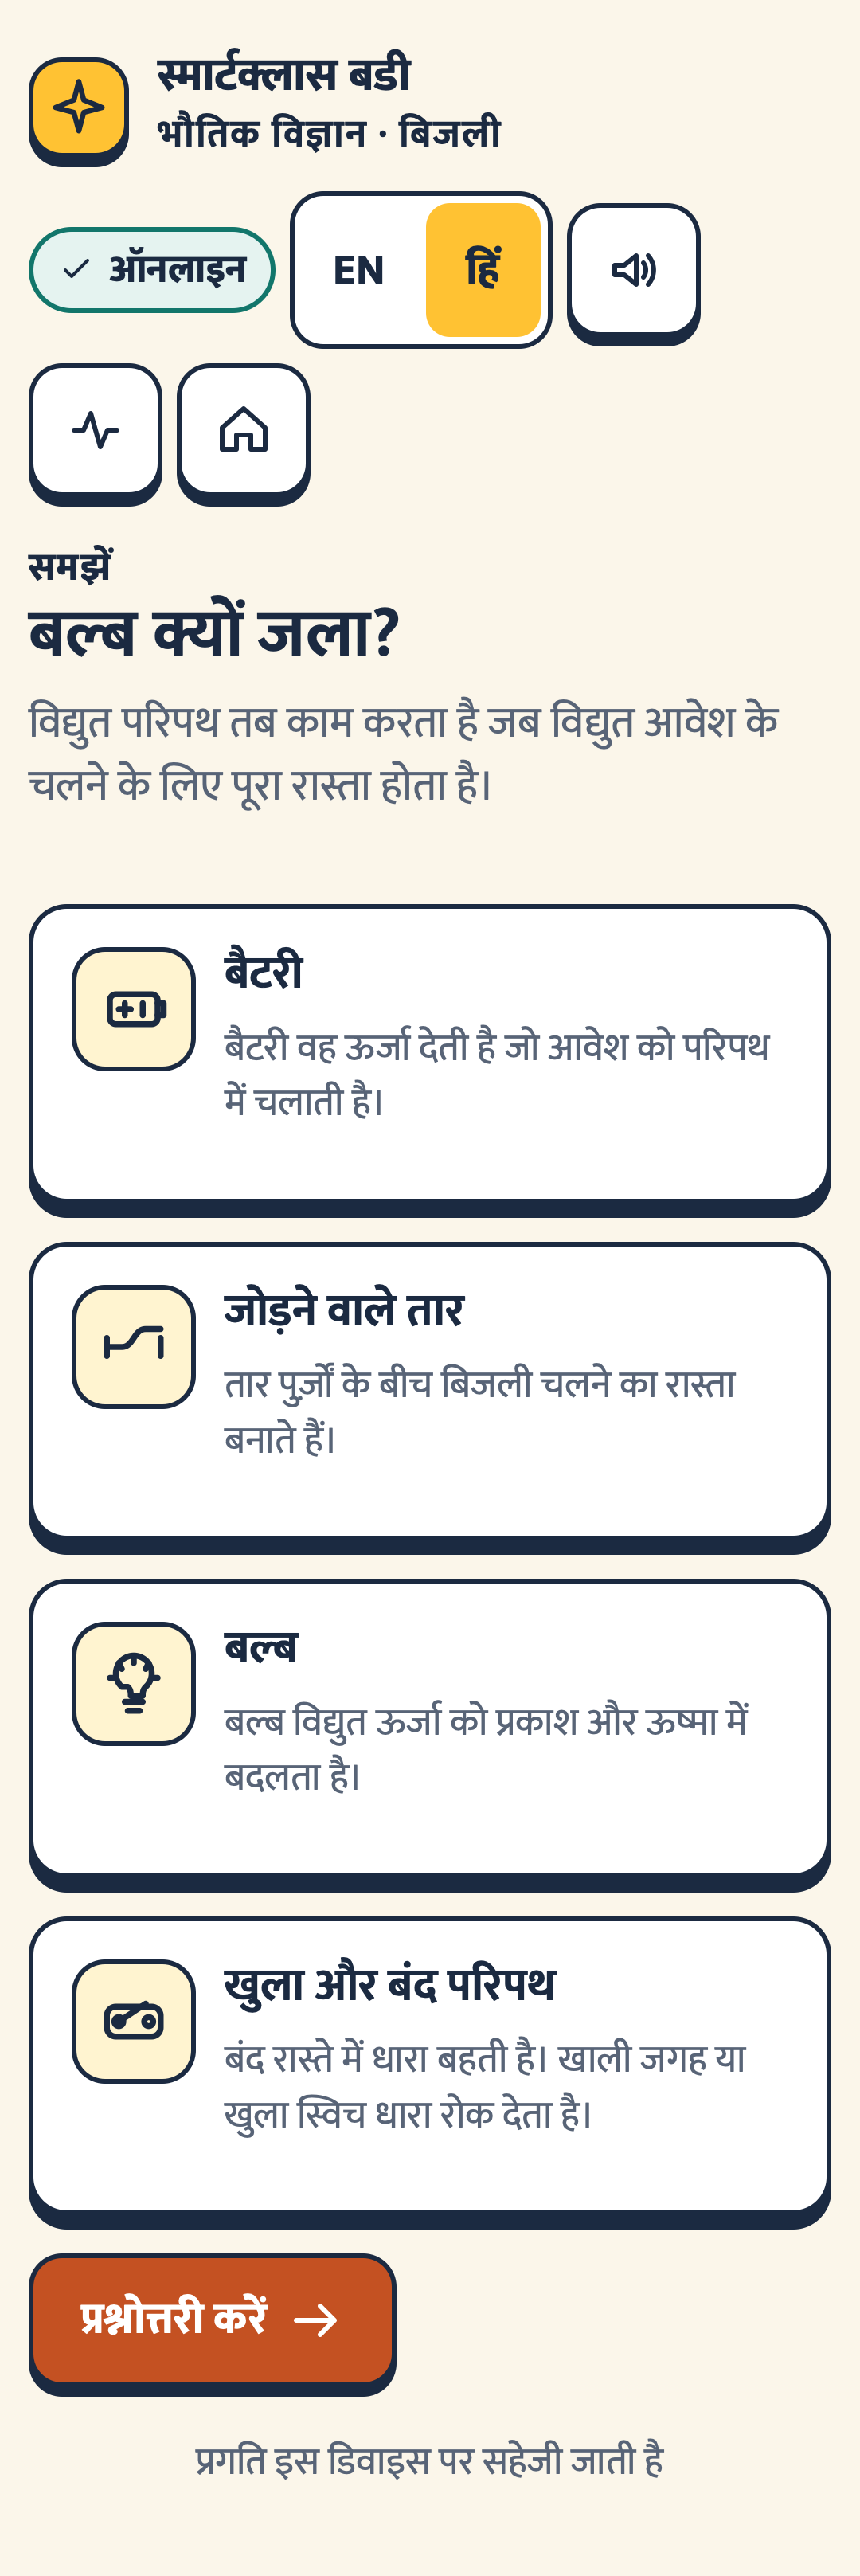 स्मार्टक्लास बडी
भौतिक विज्ञान · बिजली
ऑनलाइन
EN
हिं
समझें
बल्ब क्यों जला?
विद्युत परिपथ तब काम करता है जब विद्युत आवेश के
चलने के लिए पूरा रास्ता होता है।
बैटरी
बैटरी वह ऊर्जा देती है जो आवेश को परिपथ
में चलाती है।
जोड़ने वाले तार
तार पुर्ज़ों के बीच बिजली चलने का रास्ता
बनाते हैं।
बल्ब
बल्ब विद्युत ऊर्जा को प्रकाश और ऊष्मा में
बदलता है।
खुला और बंद परिपथ
बंद रास्ते में धारा बहती है। खाली जगह या
खुला स्विच धारा रोक देता है।
प्रश्नोत्तरी करें
प्रगति इस डिवाइस पर सहेजी जाती है